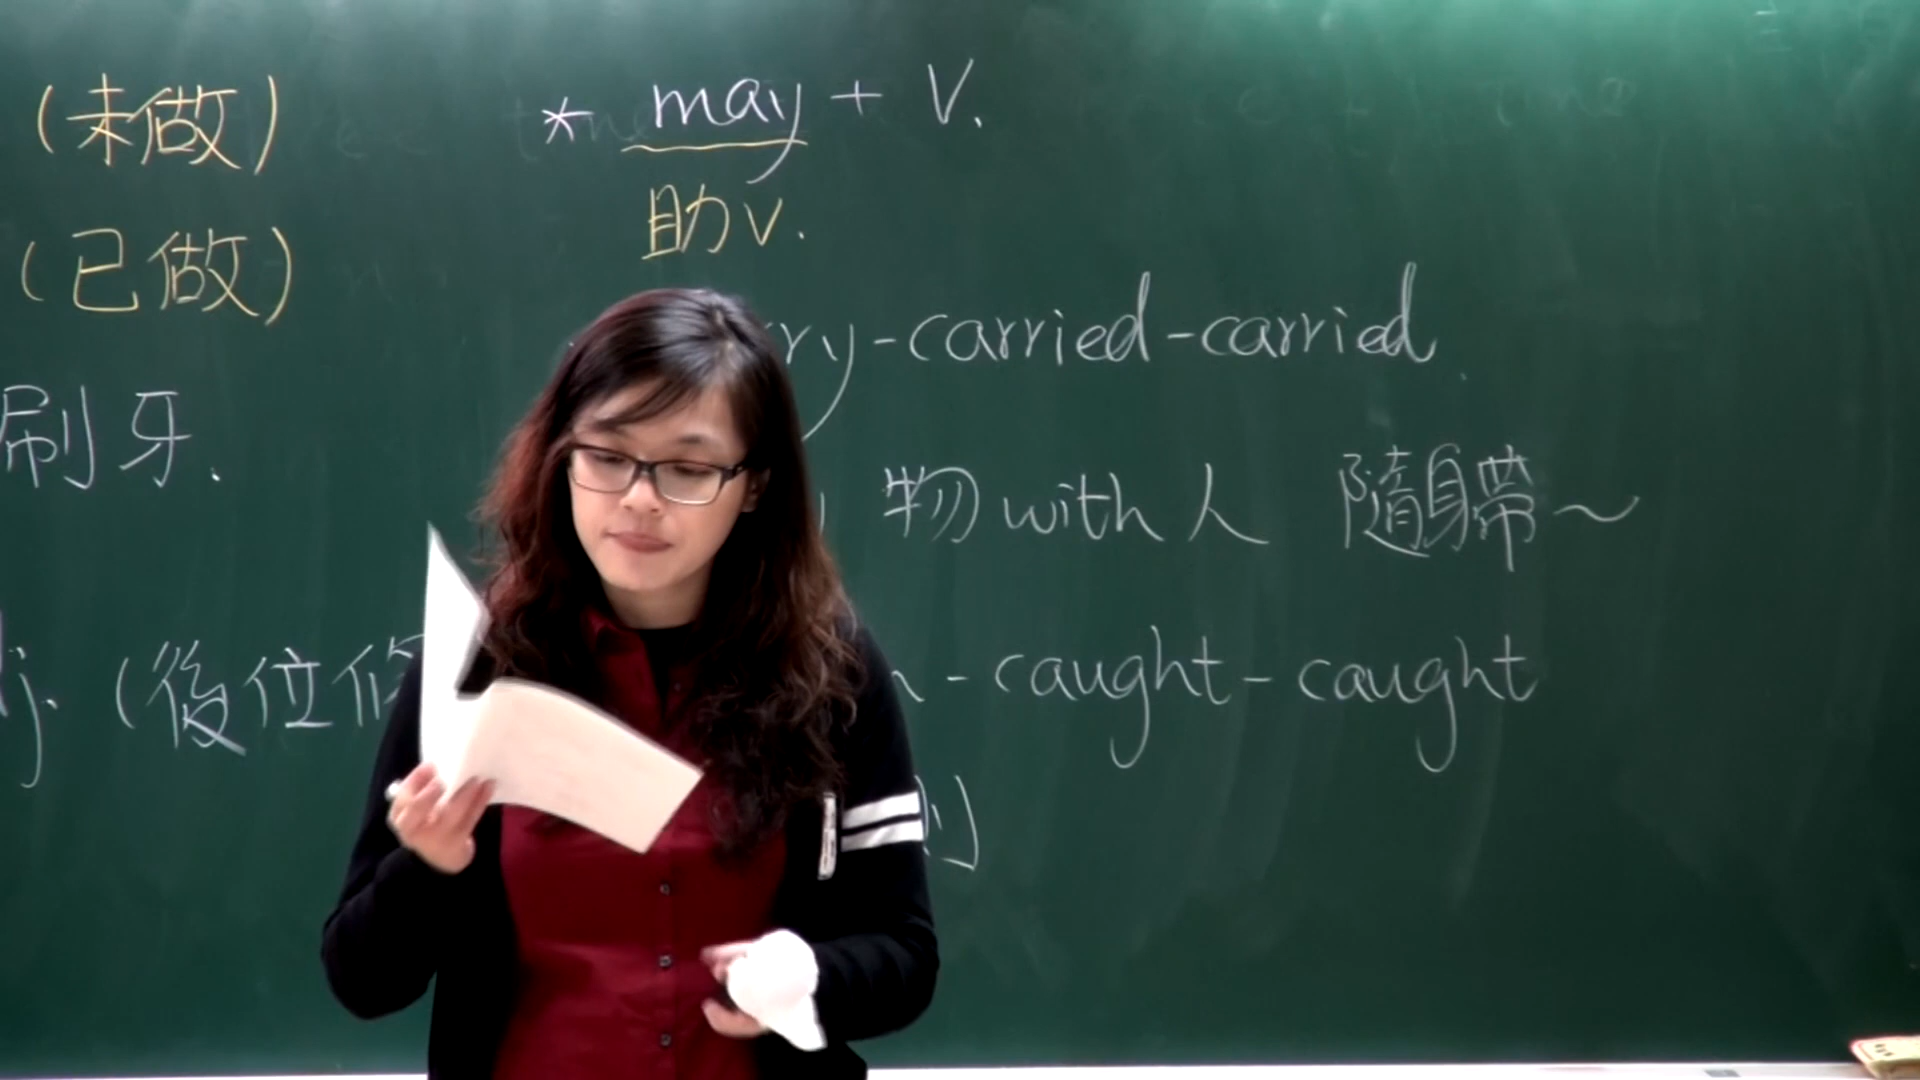 (未做)
* may + V.
助V.
(已做)
ry-carried-carried
刷牙.
物 with 人 隨身帶~
j. (後位修
- caught - caught